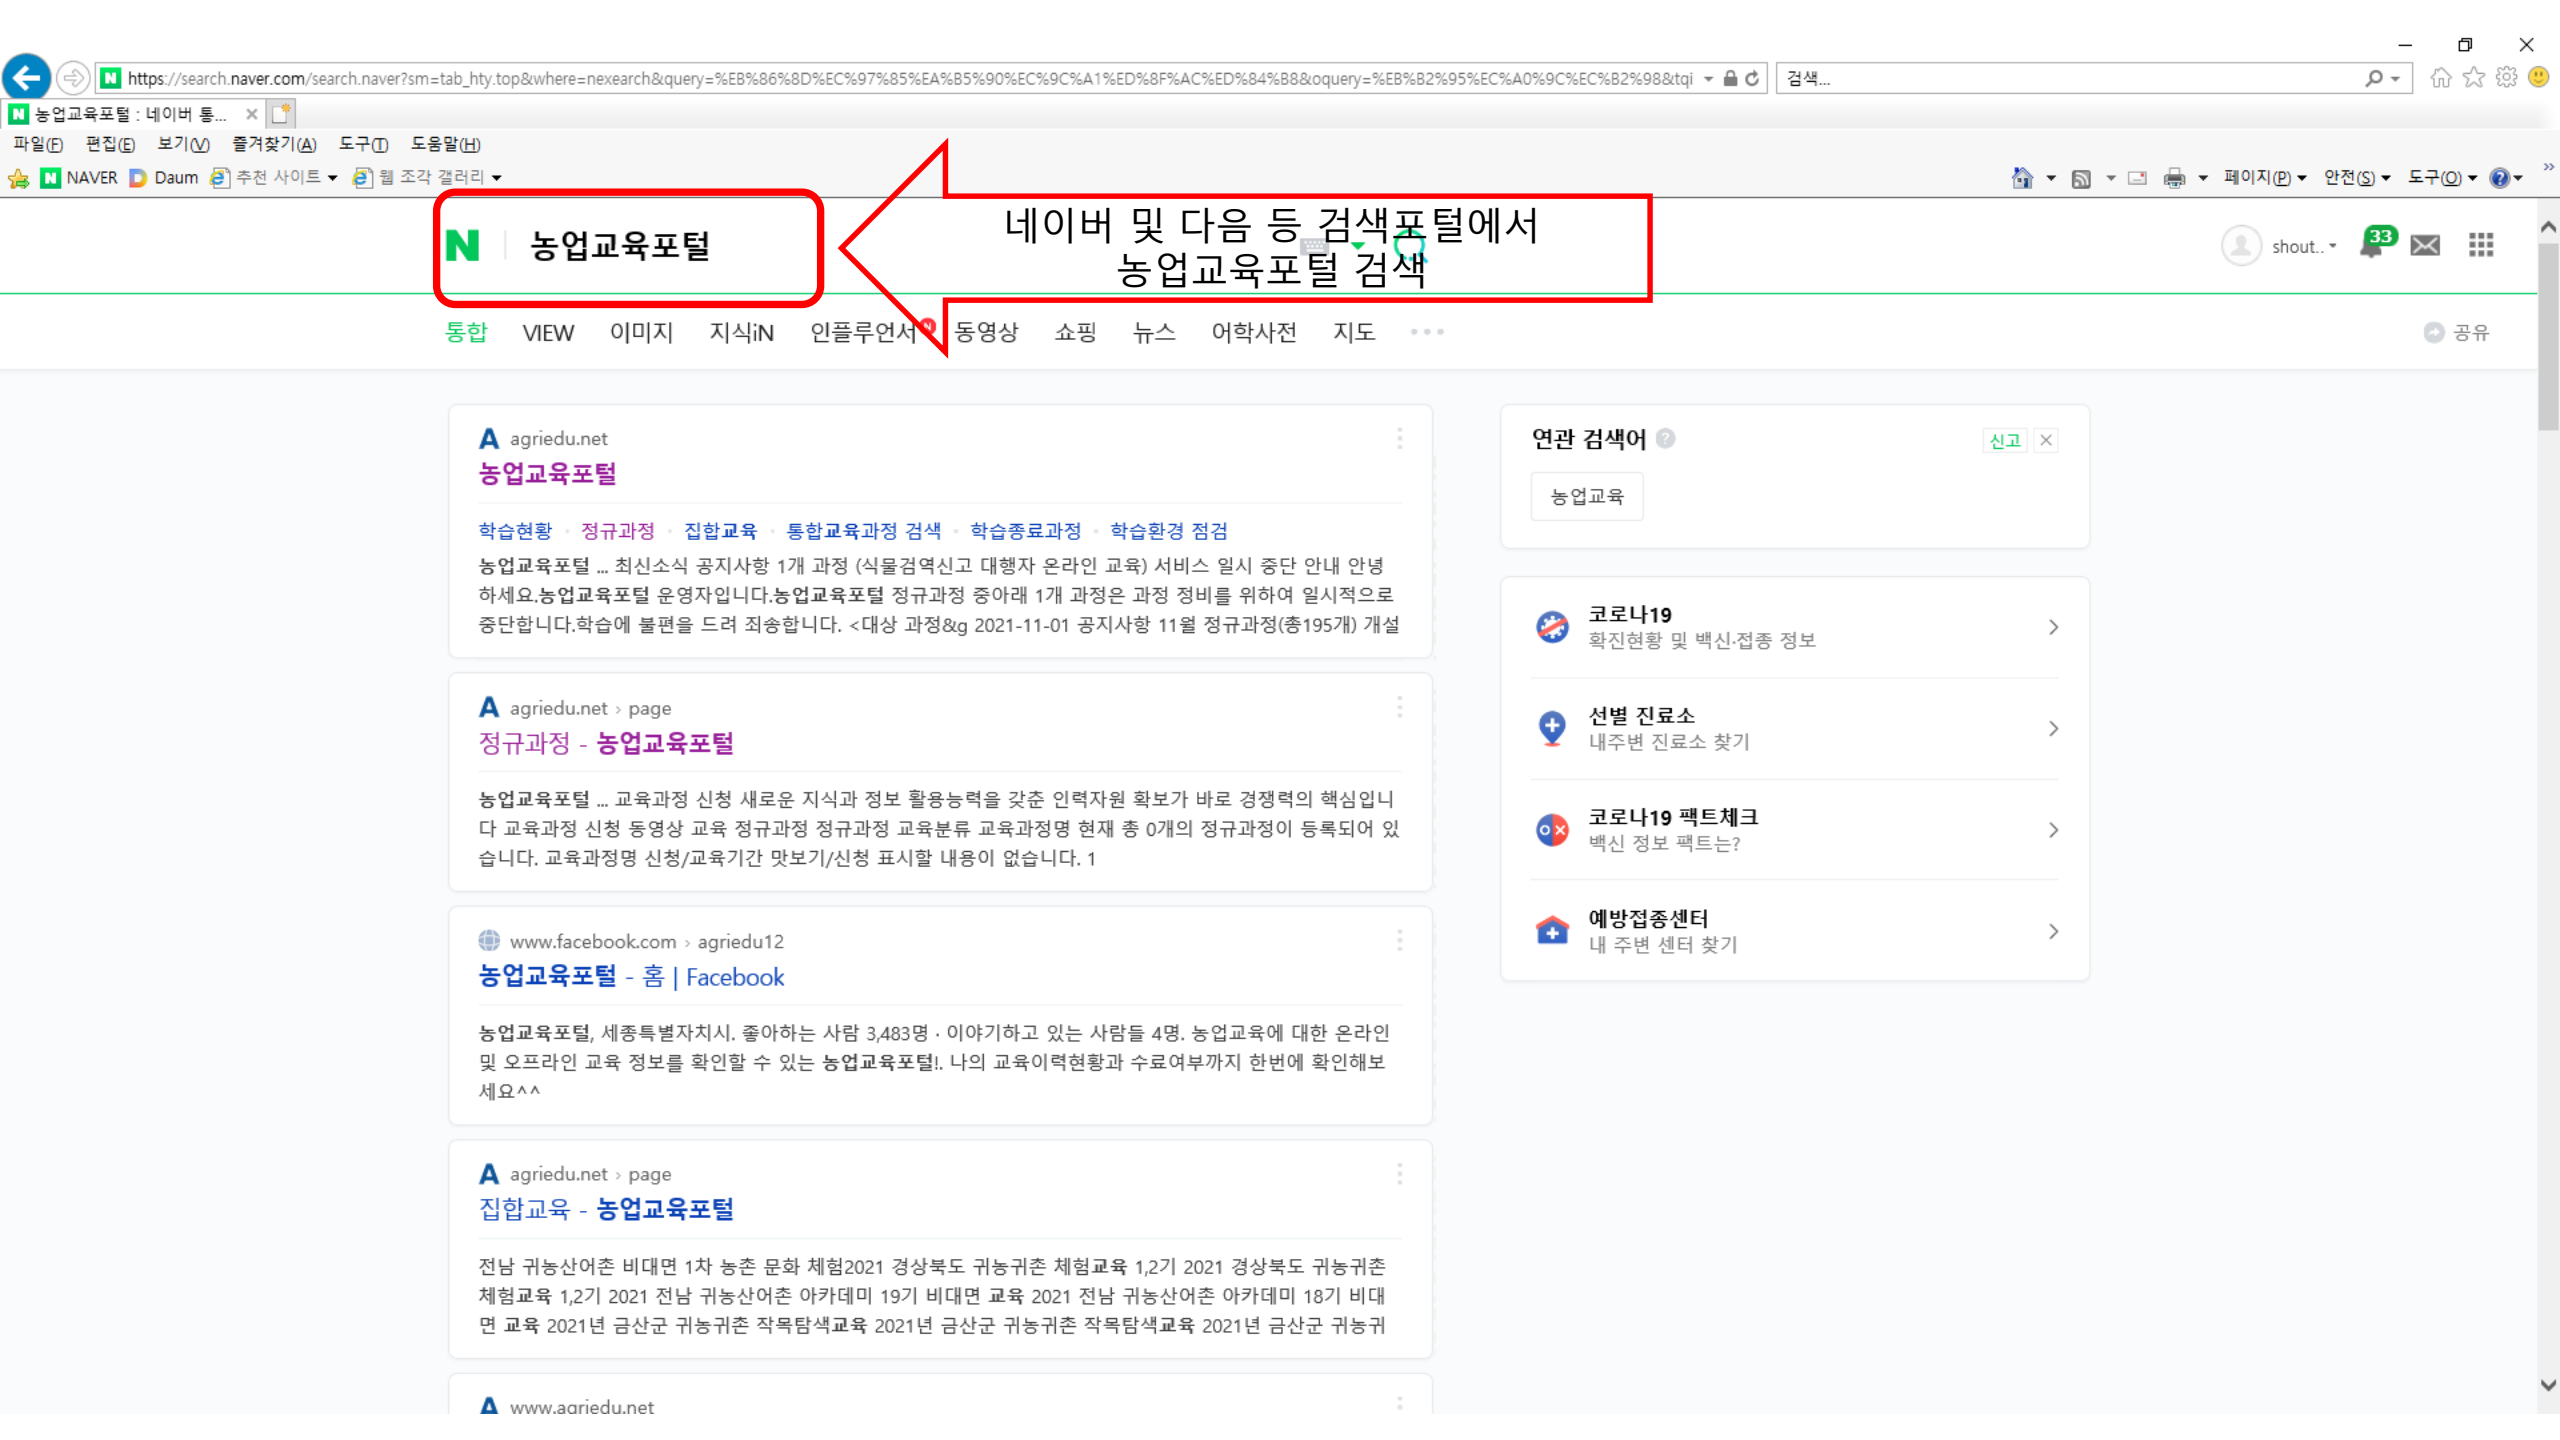 https://search.naver.com/search.naver?sm=tab_hty.top&where=nexearch&query=%EB%86%8D%EC%97%85%EA%B5%90%EC%9C%A1%ED%8F%AC%ED%84%B8&oquery=%EB%B2%95%EC%A0%9C%EC%B2%98&tqi 검색...
농업교육포털 : 네이버 통...
파일(F) 편집(E) 보기(V) 즐겨찾기(A) 도구(T) 도움말(H)
NAVER Daum 추천 사이트 웹 조각 갤러리 페이지(P) 안전(S) 도구(O)
농업교육포털
네이버 및 다음 등 검색포털에서
농업교육포털 검색
shout.. 33
통합 VIEW 이미지 지식iN 인플루언서 N 동영상 쇼핑 뉴스 어학사전 지도 공유
agriedu.net
농업교육포털
학습현황 · 정규과정 · 집합교육 · 통합교육과정 검색 · 학습종료과정 · 학습환경 점검
농업교육포털 ... 최신소식 공지사항 1개 과정 (식물검역신고 대행자 온라인 교육) 서비스 일시 중단 안내 안녕
하세요.농업교육포털 운영자입니다.농업교육포털 정규과정 중아래 1개 과정은 과정 정비를 위하여 일시적으로
중단합니다.학습에 불편을 드려 죄송합니다. <대상 과정&g 2021-11-01 공지사항 11월 정규과정(총195개) 개설
agriedu.net › page
정규과정 - 농업교육포털
농업교육포털 ... 교육과정 신청 새로운 지식과 정보 활용능력을 갖춘 인력자원 확보가 바로 경쟁력의 핵심입니
다 교육과정 신청 동영상 교육 정규과정 정규과정 교육분류 교육과정명 현재 총 0개의 정규과정이 등록되어 있
습니다. 교육과정명 신청/교육기간 맛보기/신청 표시할 내용이 없습니다. 1
www.facebook.com › agriedu12
농업교육포털 - 홈 | Facebook
농업교육포털, 세종특별자치시. 좋아하는 사람 3,483명 · 이야기하고 있는 사람들 4명. 농업교육에 대한 온라인
및 오프라인 교육 정보를 확인할 수 있는 농업교육포털!. 나의 교육이력현황과 수료여부까지 한번에 확인해보
세요^^
agriedu.net › page
집합교육 - 농업교육포털
전남 귀농산어촌 비대면 1차 농촌 문화 체험2021 경상북도 귀농귀촌 체험교육 1,2기 2021 경상북도 귀농귀촌
체험교육 1,2기 2021 전남 귀농산어촌 아카데미 19기 비대면 교육 2021 전남 귀농산어촌 아카데미 18기 비대
면 교육 2021년 금산군 귀농귀촌 작목탐색교육 2021년 금산군 귀농귀촌 작목탐색교육 2021년 금산군 귀농귀
www.agriedu.net
연관 검색어 신고
농업교육
코로나19
확진현황 및 백신·접종 정보
선별 진료소
내주변 진료소 찾기
코로나19 팩트체크
백신 정보 팩트는?
예방접종센터
내 주변 센터 찾기